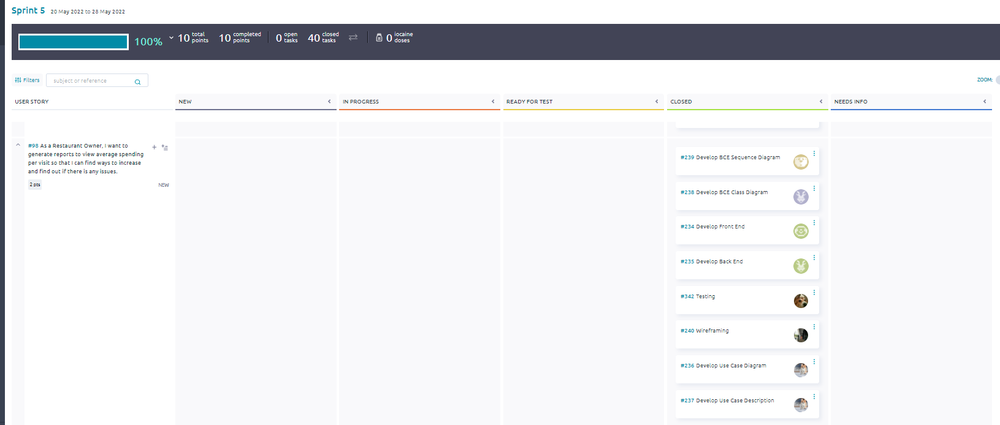 Sprint 5 20 May 2022 to 28 May 2022
100% 10 total points 10 completed points 0 open tasks 40 closed tasks 0 iocaine doses
Filters subject or reference ZOOM:
USER STORY NEW IN PROGRESS READY FOR TEST CLOSED NEEDS INFO
#98 As a Restaurant Owner, I want to
generate reports to view average spending
per visit so that I can find ways to increase
and find out if there is any issues.
2 pts NEW
#239 Develop BCE Sequence Diagram
#238 Develop BCE Class Diagram
#234 Develop Front End
#235 Develop Back End
#342 Testing
#240 Wireframing
#236 Develop Use Case Diagram
#237 Develop Use Case Description